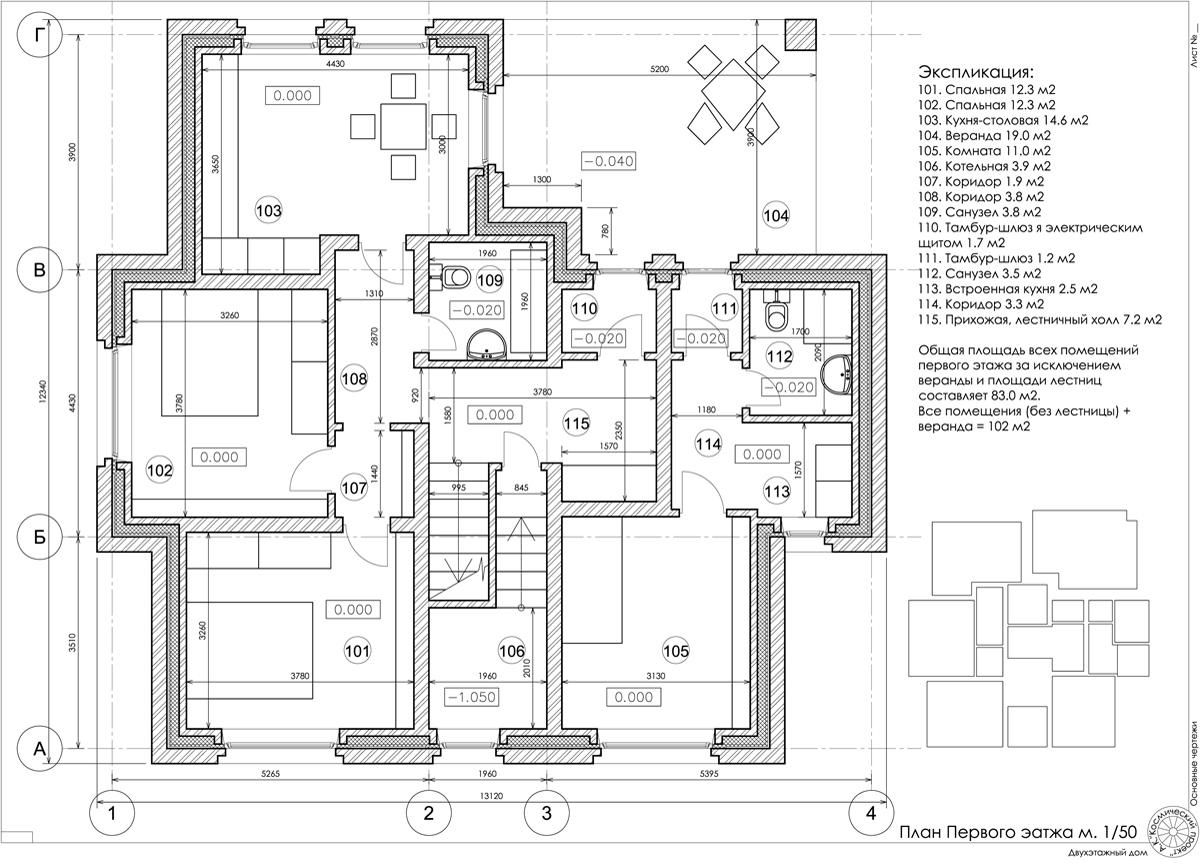 Г
В
Б
А
1
2
3
4
3900
4430
3510
12340
5265
1960
5395
13120
4430
0.000
3650
3000
103
5200
3900
-0.040
1300
780
104
1310
2870
1960
109
-0.020
1960
110
-0.020
111
-0.020
1700
112
2090
-0.020
3260
3780
102
0.000
108
920
1580
3780
0.000
115
2350
1570
1180
114
0.000
1570
113
107
1440
995
845
3260
0.000
101
3780
106
2010
1960
-1.050
105
3130
0.000
Экспликация:
101. Спальная 12.3 м2
102. Спальная 12.3 м2
103. Кухня-столовая 14.6 м2
104. Веранда 19.0 м2
105. Комната 11.0 м2
106. Котельная 3.9 м2
107. Коридор 1.9 м2
108. Коридор 3.8 м2
109. Санузел 3.8 м2
110. Тамбур-шлюз я электрическим
щитом 1.7 м2
111. Тамбур-шлюз 1.2 м2
112. Санузел 3.5 м2
113. Встроенная кухня 2.5 м2
114. Коридор 3.3 м2
115. Прихожая, лестничный холл 7.2 м2
Общая площадь всех помещений
первого этажа за исключением
веранды и площади лестниц
составляет 83.0 м2.
Все помещения (без лестницы) +
веранда = 102 м2
Лист № __
Основные чертежи
План Первого эатжа м. 1/50
Двухэтажный дом
А.К."Космический проект"